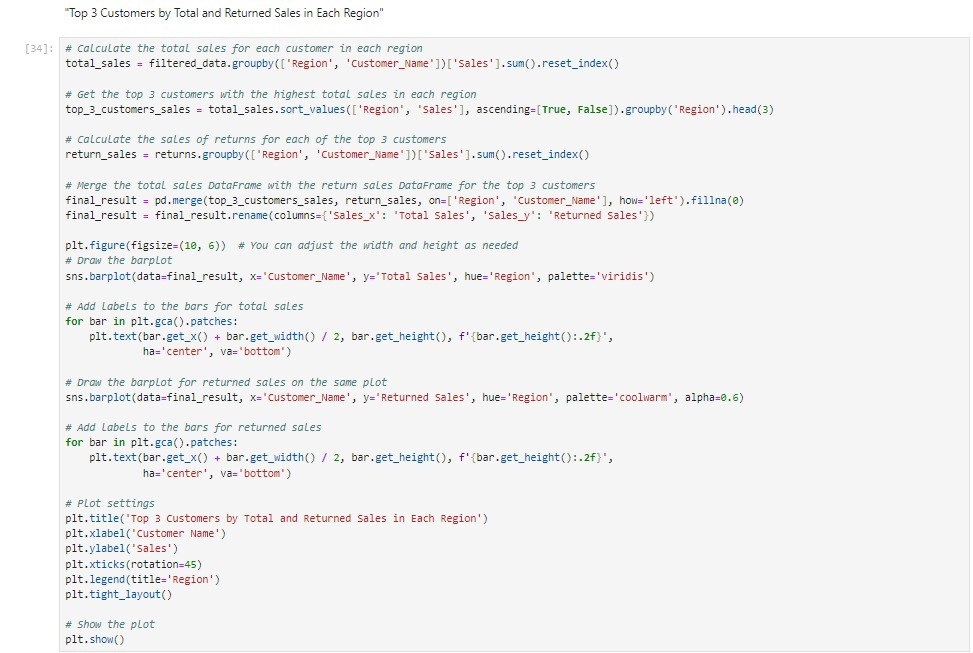 "Top 3 Customers by Total and Returned Sales in Each Region"
[34]:
# Calculate the total sales for each customer in each region
total_sales = filtered_data.groupby(['Region', 'Customer_Name'])['Sales'].sum().reset_index()

# Get the top 3 customers with the highest total sales in each region
top_3_customers_sales = total_sales.sort_values(['Region', 'Sales'], ascending=[True, False]).groupby('Region').head(3)

# Calculate the sales of returns for each of the top 3 customers
return_sales = returns.groupby(['Region', 'Customer_Name'])['Sales'].sum().reset_index()

# Merge the total sales DataFrame with the return sales DataFrame for the top 3 customers
final_result = pd.merge(top_3_customers_sales, return_sales, on=['Region', 'Customer_Name'], how='left').fillna(0)
final_result = final_result.rename(columns={'Sales_x': 'Total Sales', 'Sales_y': 'Returned Sales'})

plt.figure(figsize=(10, 6))  # You can adjust the width and height as needed
# Draw the barplot
sns.barplot(data=final_result, x='Customer_Name', y='Total Sales', hue='Region', palette='viridis')

# Add labels to the bars for total sales
for bar in plt.gca().patches:
    plt.text(bar.get_x() + bar.get_width() / 2, bar.get_height(), f'{bar.get_height():.2f}',
             ha='center', va='bottom')

# Draw the barplot for returned sales on the same plot
sns.barplot(data=final_result, x='Customer_Name', y='Returned Sales', hue='Region', palette='coolwarm', alpha=0.6)

# Add labels to the bars for returned sales
for bar in plt.gca().patches:
    plt.text(bar.get_x() + bar.get_width() / 2, bar.get_height(), f'{bar.get_height():.2f}',
             ha='center', va='bottom')

# Plot settings
plt.title('Top 3 Customers by Total and Returned Sales in Each Region')
plt.xlabel('Customer Name')
plt.ylabel('Sales')
plt.xticks(rotation=45)
plt.legend(title='Region')
plt.tight_layout()

# Show the plot
plt.show()